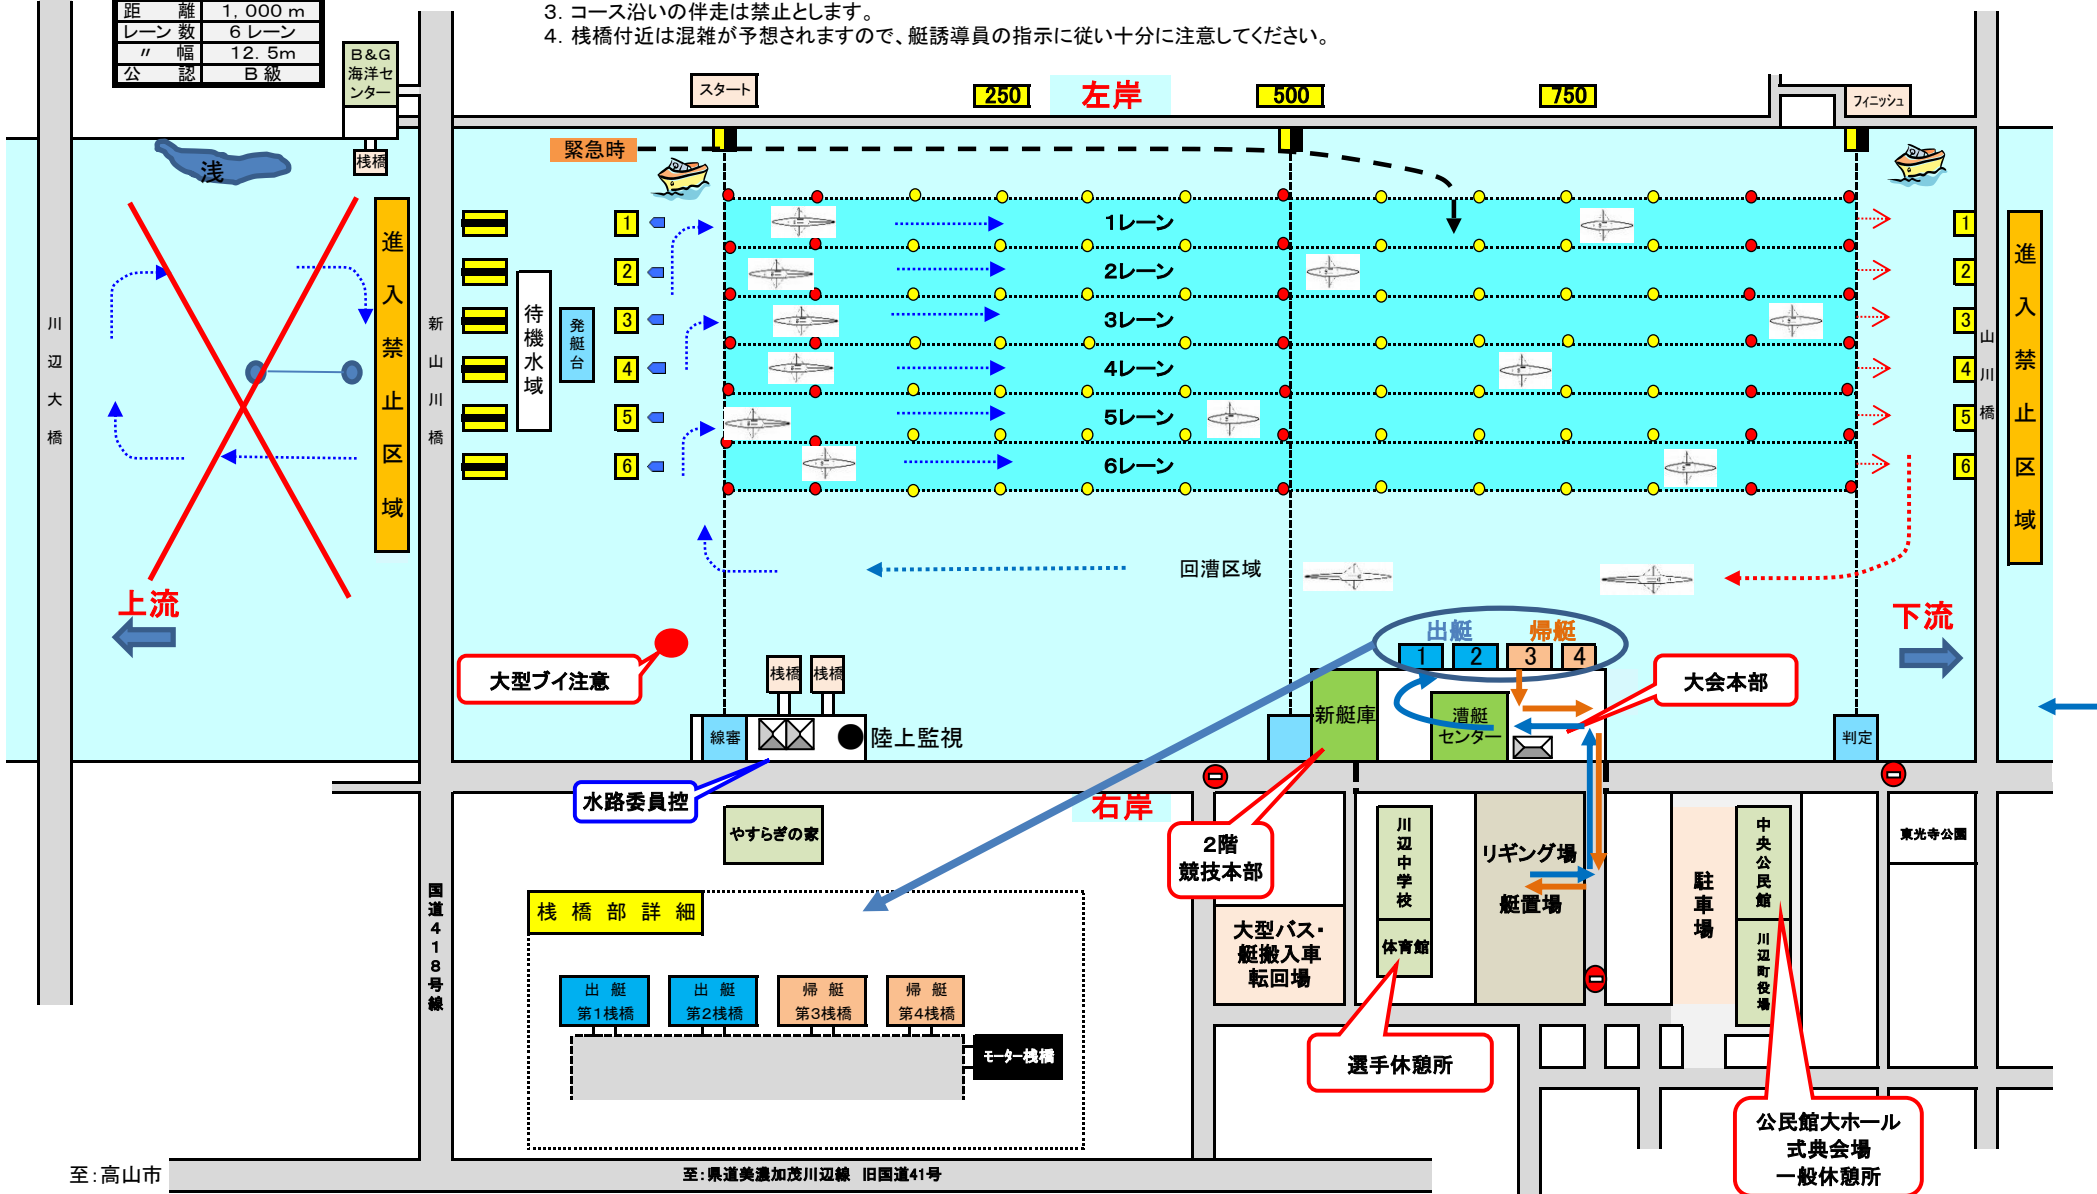 距 離 1,000ｍ
レーン数 6レーン
〃 幅 12.5m
公 認 B 級
3. コース沿いの伴走は禁止とします。
4. 桟橋付近は混雑が予想されますので、艇誘導員の指示に従い十分に注意してください。
B&G
海洋セ
ンター
桟橋
スタート
250
左岸
500
750
フィニッシュ
浅
緊急時
進入禁止区域
川辺大橋
新山川橋
待機水域
発艇台
1
2
3
4
5
6
1レーン
2レーン
3レーン
4レーン
5レーン
6レーン
1
2
3
4
5
6
山川橋
進入禁止区域
回漕区域
上流
下流
大型ブイ注意
桟橋
桟橋
線審
陸上監視
水路委員控
出艇
帰艇
1
2
3
4
新艇庫
漕艇
センター
大会本部
判定
右岸
やすらぎの家
2階
競技本部
川辺中学校
体育館
リギング場
艇置場
駐車場
中央公民館
川辺町役場
東光寺公園
大型バス・
艇搬入車
転回場
選手休憩所
公民館大ホール
式典会場
一般休憩所
国道418号線
桟橋部詳細
出 艇
第1桟橋
出 艇
第2桟橋
帰 艇
第3桟橋
帰 艇
第4桟橋
モーター桟橋
至:高山市
至:県道美濃加茂川辺線 旧国道41号